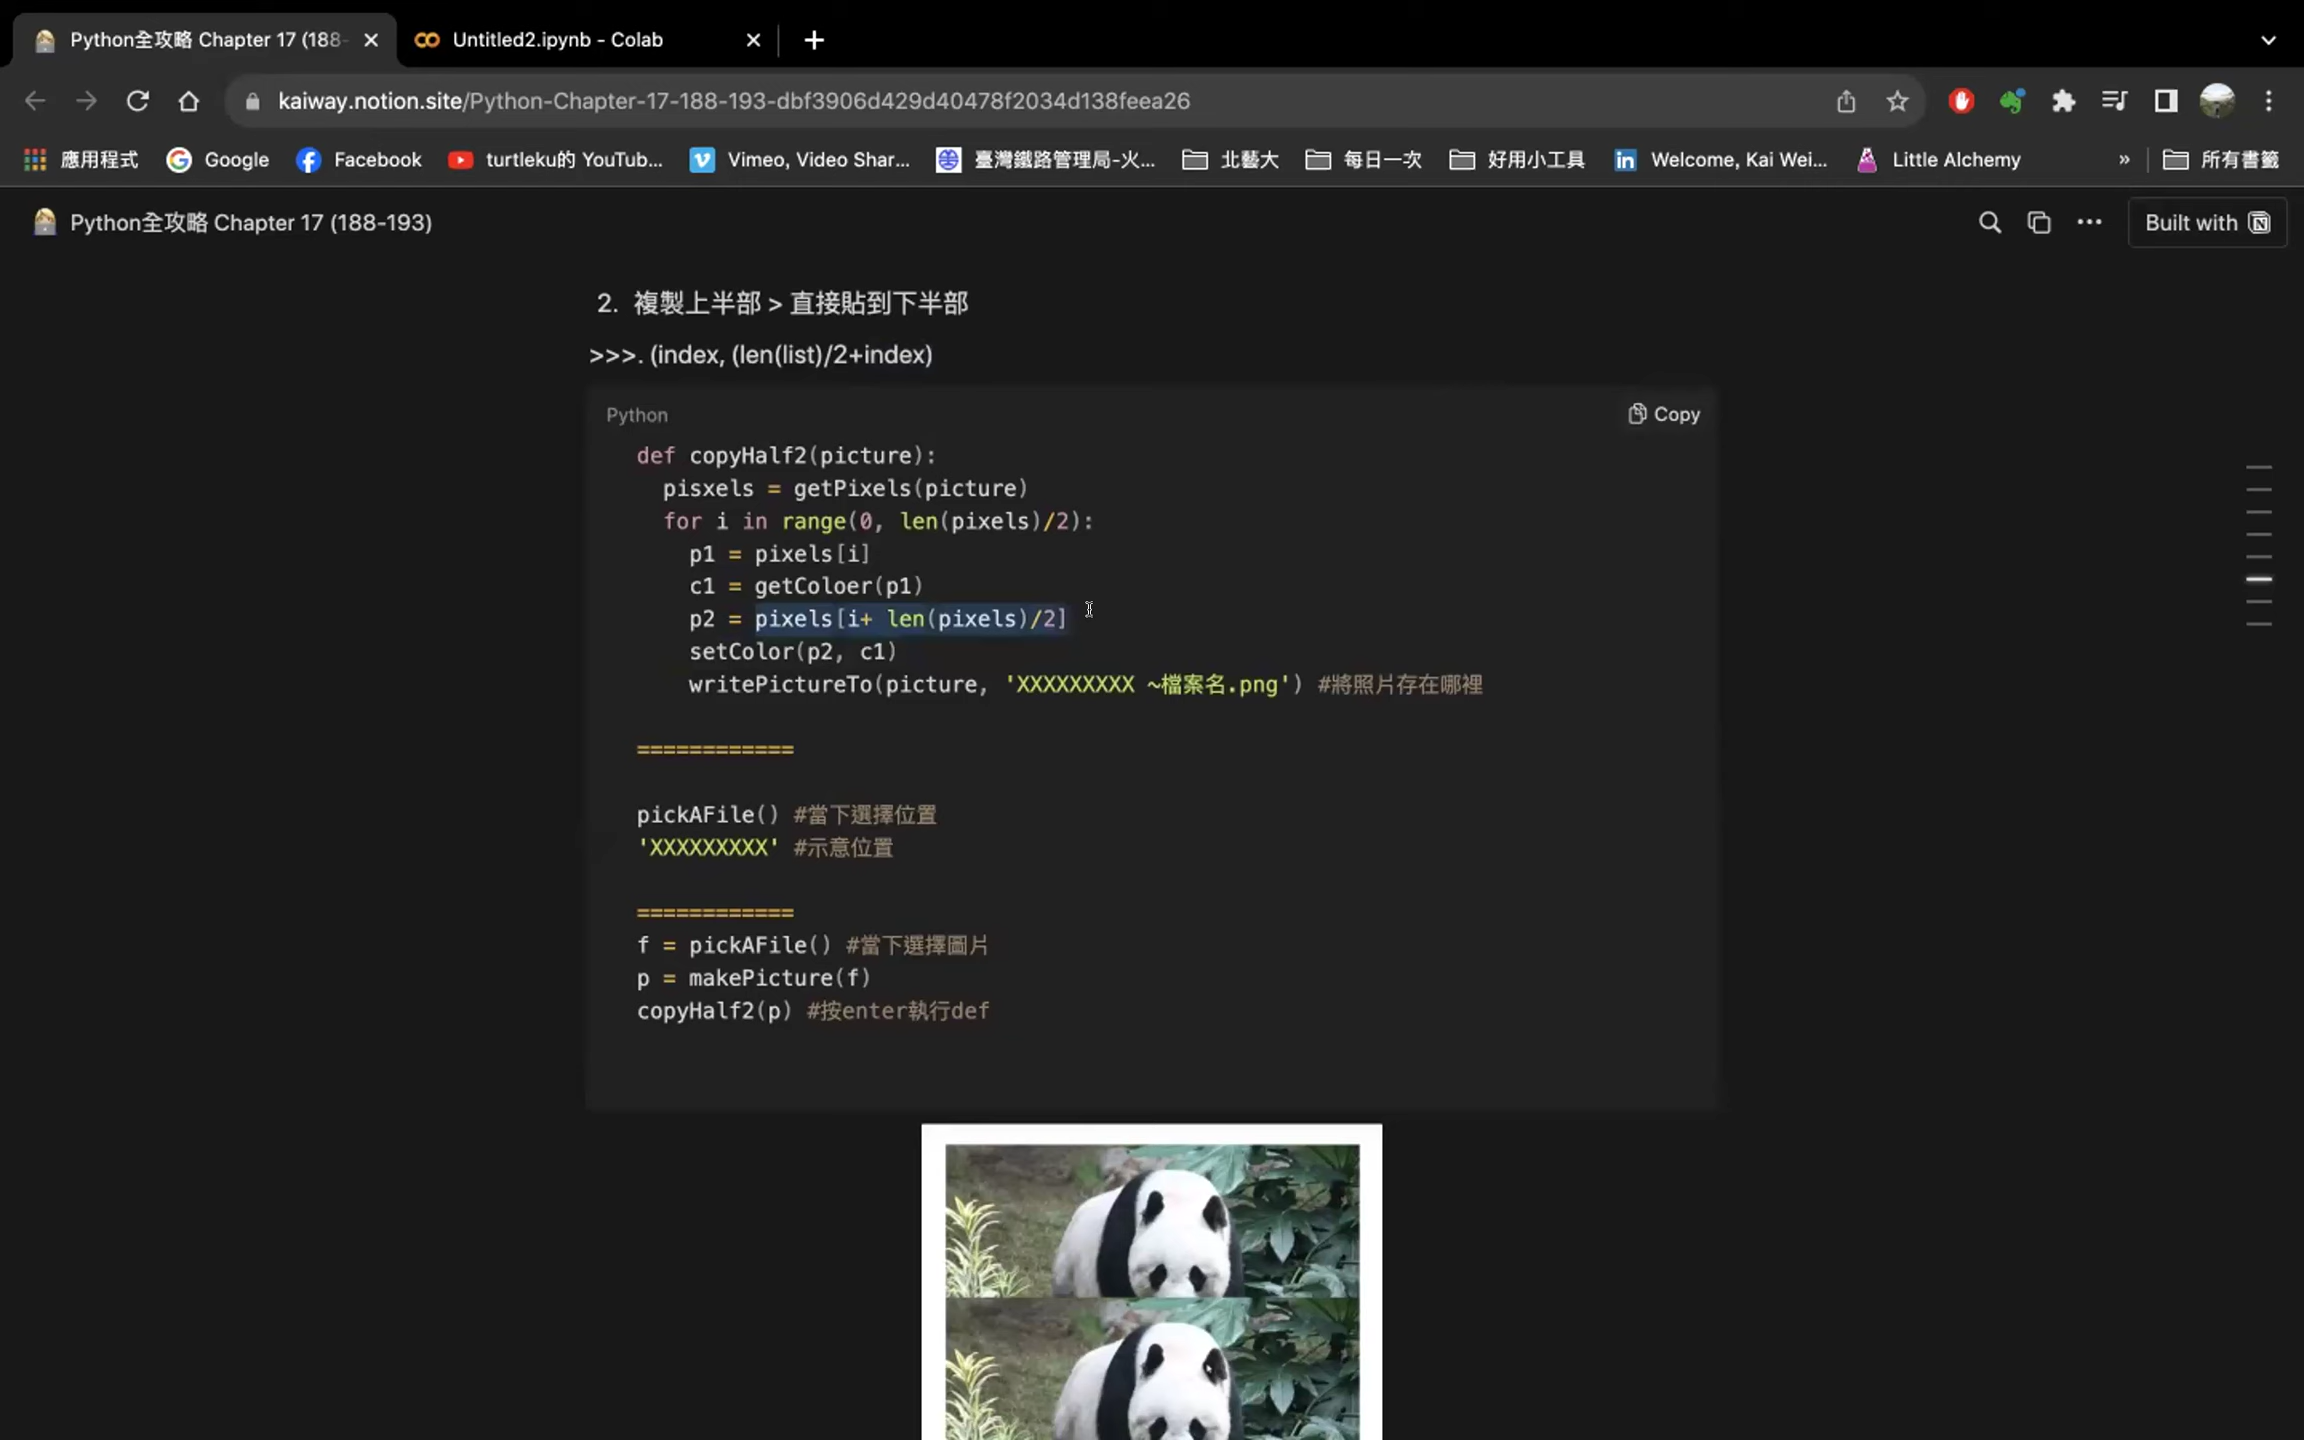 Python全攻略 Chapter 17 (188-
Untitled2.ipynb - Colab
kaiway.notion.site/Python-Chapter-17-188-193-dbf3906d429d40478f2034d138feea26
應用程式 Google Facebook turtleku的 YouTub... Vimeo, Video Shar... 臺灣鐵路管理局-火... 北藝大 每日一次 好用小工具 Welcome, Kai Wei... Little Alchemy » 所有書籤
Python全攻略 Chapter 17 (188-193)
Built with
2. 複製上半部 > 直接貼到下半部
>>>. (index, (len(list)/2+index)
Python
Copy
def copyHalf2(picture):
pisxels = getPixels(picture)
for i in range(0, len(pixels)/2):
p1 = pixels[i]
c1 = getColoer(p1)
p2 = pixels[i+ len(pixels)/2]
setColor(p2, c1)
writePictureTo(picture, 'XXXXXXXXX ~檔案名.png') #將照片存在哪裡
============
pickAFile() #當下選擇位置
'XXXXXXXXX' #示意位置
============
f = pickAFile() #當下選擇圖片
p = makePicture(f)
copyHalf2(p) #按enter執行def